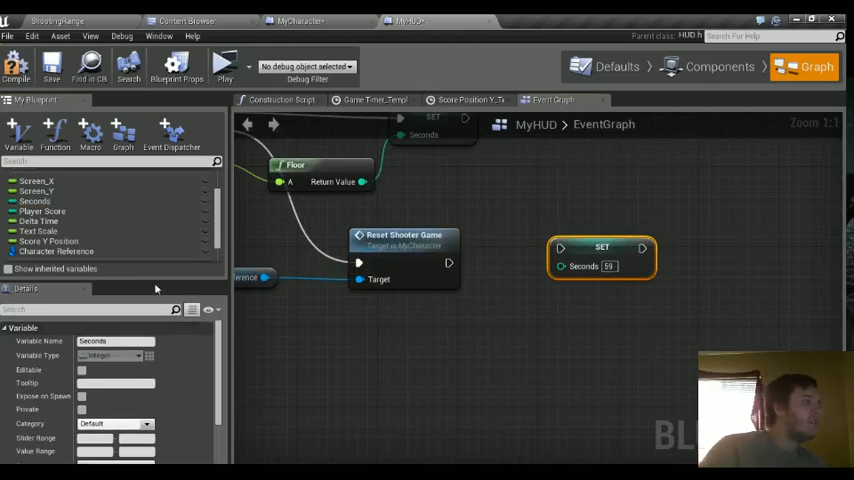 ShootingRange
Content Browser
MyCharacter*
MyHUD*
File Edit Asset View Debug Window Help
Parent class: HUD.h
Search For Help
Compile Save Find in CB Search Blueprint Props Play
No debug object selected
Debug Filter
Defaults Components Graph
My Blueprint
Construction Script Game Timer_Templ Score Position Y_Te Event Graph
Variable Function Macro Graph Event Dispatcher
MyHUD > EventGraph
Zoom 1:1
Search
Screen_X
Screen_Y
Seconds
Player Score
Delta Time
Text Scale
Score Y Position
Character Reference
Show inherited variables
SET
Seconds
f Floor
A Return Value
Reset Shooter Game
Target is MyCharacter
ference
Target
SET
Seconds 59
Details
Search
Variable
Variable Name Seconds
Variable Type Integer
Editable
Tooltip
Expose on Spawn
Private
Category Default
Slider Range
Value Range